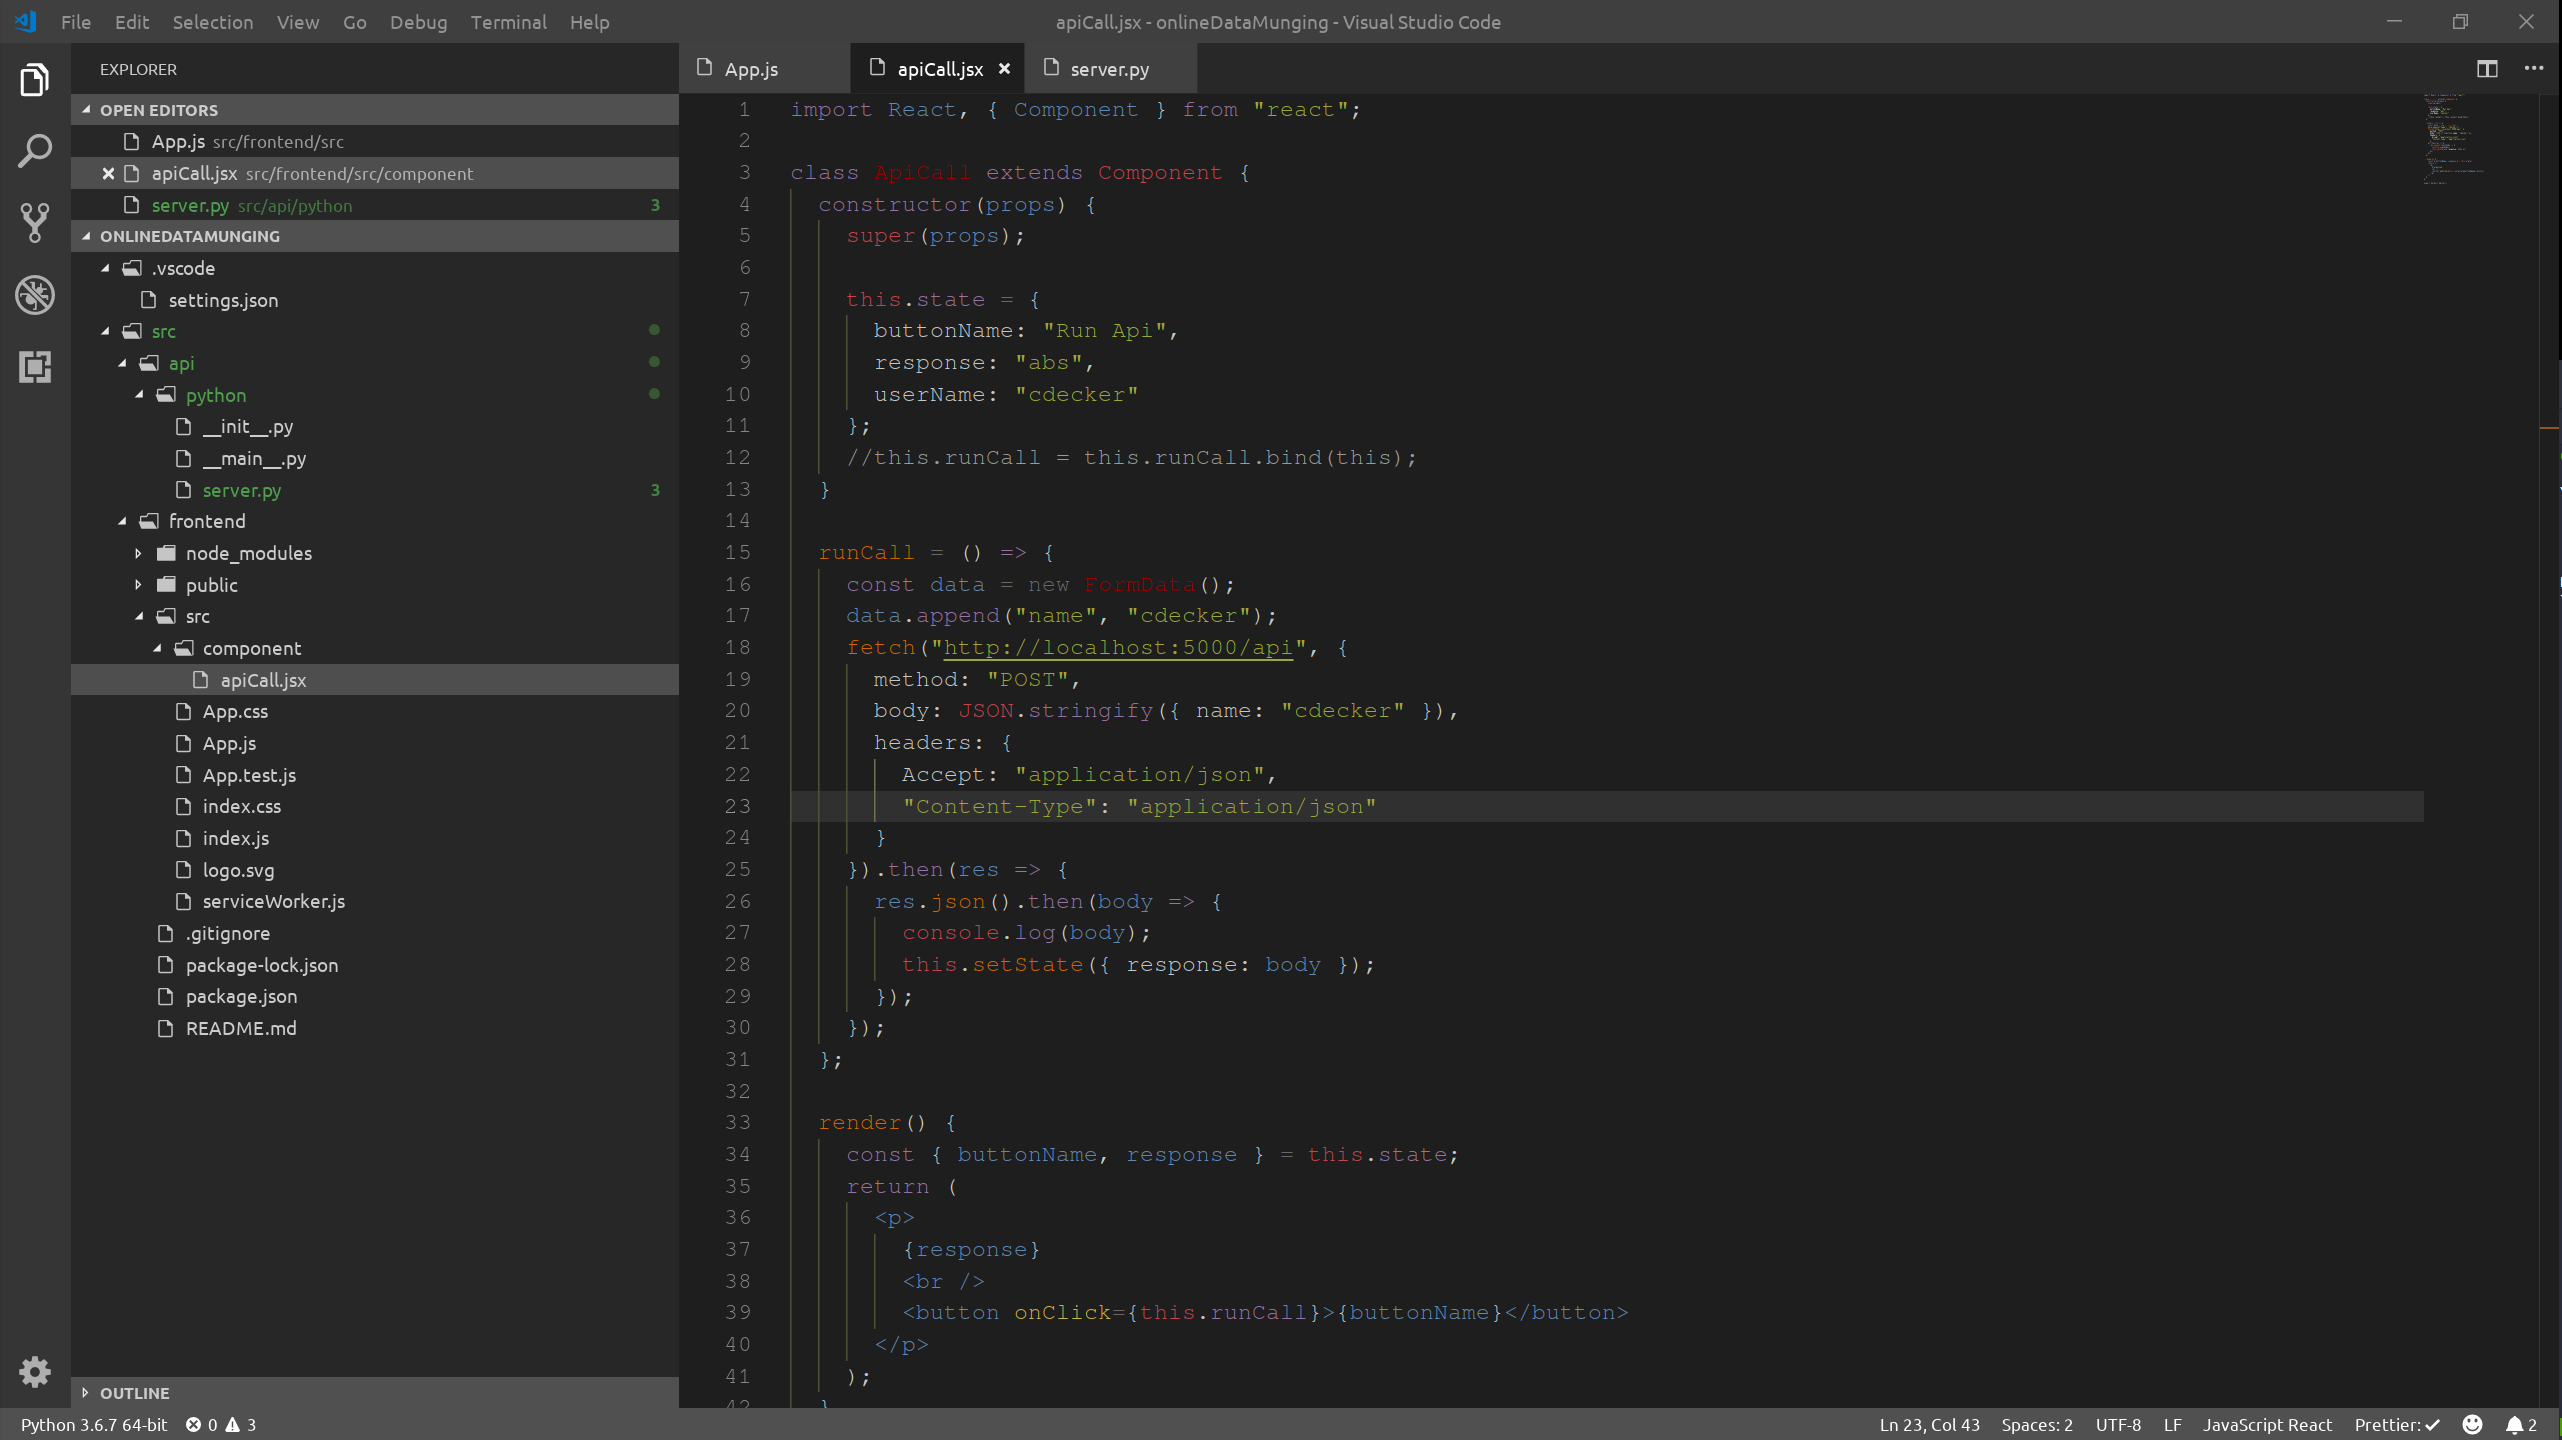 File Edit Selection View Go Debug Terminal Help
apiCall.jsx - onlineDataMunging - Visual Studio Code
EXPLORER
OPEN EDITORS
App.js src/frontend/src
apiCall.jsx src/frontend/src/component
server.py src/api/python 3
ONLINEDATAMUNGING
.vscode
settings.json
src
api
python
__init__.py
__main__.py
server.py 3
frontend
node_modules
public
src
component
apiCall.jsx
App.css
App.js
App.test.js
index.css
index.js
logo.svg
serviceWorker.js
.gitignore
package-lock.json
package.json
README.md
OUTLINE
App.js apiCall.jsx server.py
1 import React, { Component } from "react";
2
3 class ApiCall extends Component {
4 constructor(props) {
5 super(props);
6
7 this.state = {
8 buttonName: "Run Api",
9 response: "abs",
10 userName: "cdecker"
11 };
12 //this.runCall = this.runCall.bind(this);
13 }
14
15 runCall = () => {
16 const data = new FormData();
17 data.append("name", "cdecker");
18 fetch("http://localhost:5000/api", {
19 method: "POST",
20 body: JSON.stringify({ name: "cdecker" }),
21 headers: {
22 Accept: "application/json",
23 "Content-Type": "application/json"
24 }
25 }).then(res => {
26 res.json().then(body => {
27 console.log(body);
28 this.setState({ response: body });
29 });
30 });
31 };
32
33 render() {
34 const { buttonName, response } = this.state;
35 return (
36 <p>
37 {response}
38 <br />
39 <button onClick={this.runCall}>{buttonName}</button>
40 </p>
41 );
42 }
Python 3.6.7 64-bit 0 3
Ln 23, Col 43 Spaces: 2 UTF-8 LF JavaScript React Prettier: ✓ 2